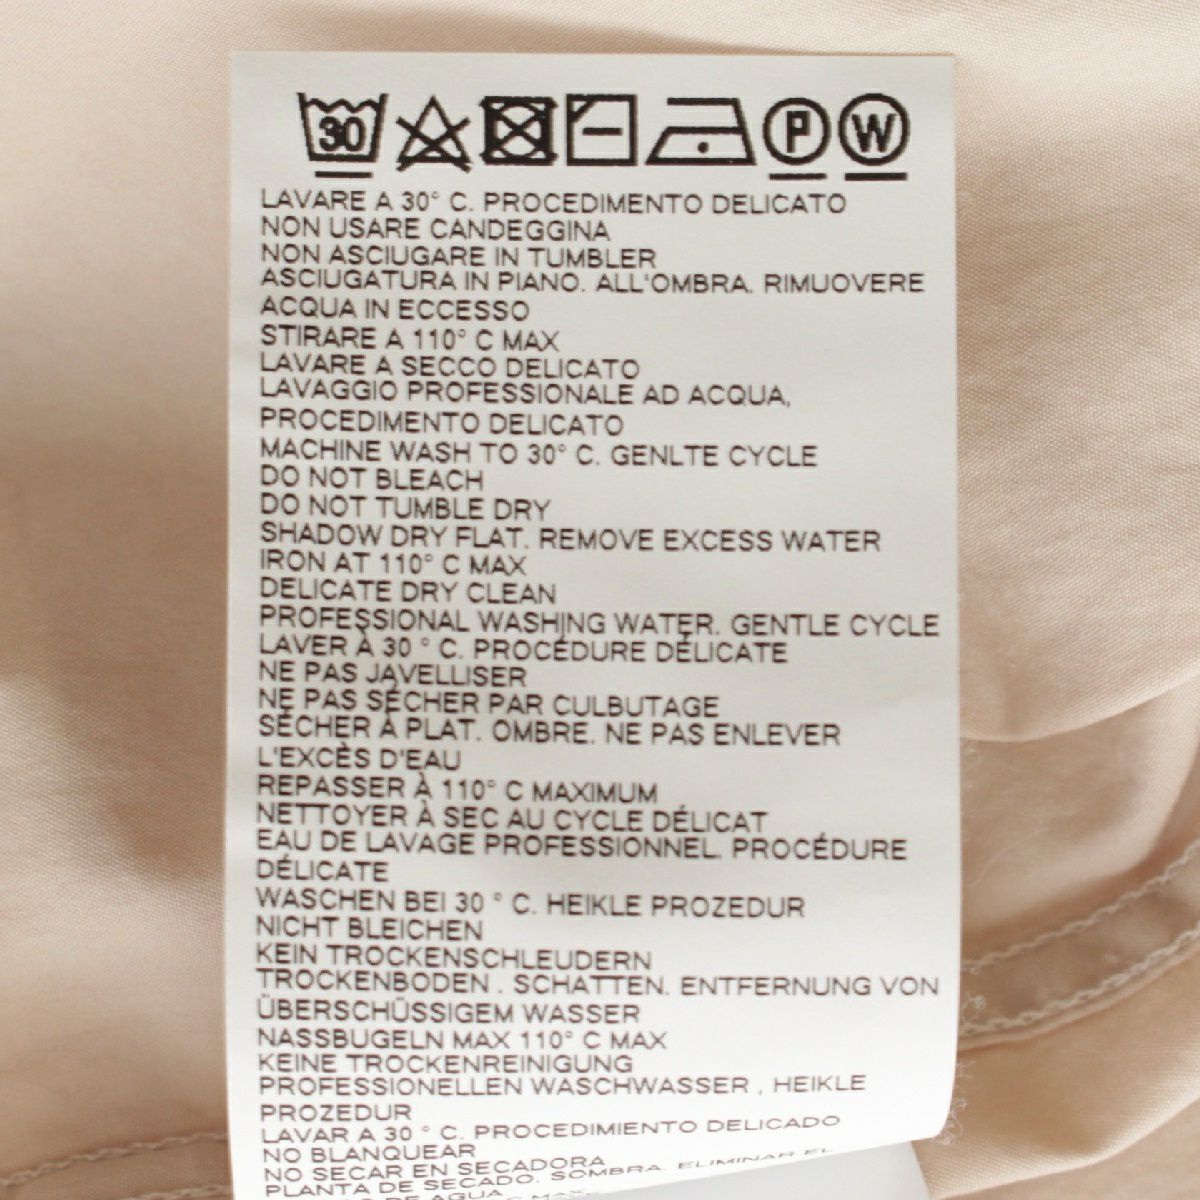 30 P W
LAVARE A 30° C. PROCEDIMENTO DELICATO
NON USARE CANDEGGINA
NON ASCIUGARE IN TUMBLER
ASCIUGATURA IN PIANO. ALL'OMBRA. RIMUOVERE
ACQUA IN ECCESSO
STIRARE A 110° C MAX
LAVARE A SECCO DELICATO
LAVAGGIO PROFESSIONALE AD ACQUA,
PROCEDIMENTO DELICATO
MACHINE WASH TO 30° C. GENLTE CYCLE
DO NOT BLEACH
DO NOT TUMBLE DRY
SHADOW DRY FLAT. REMOVE EXCESS WATER
IRON AT 110° C MAX
DELICATE DRY CLEAN
PROFESSIONAL WASHING WATER. GENTLE CYCLE
LAVER À 30 ° C. PROCÉDURE DÉLICATE
NE PAS JAVELLISER
NE PAS SÉCHER PAR CULBUTAGE
SÉCHER À PLAT. OMBRE. NE PAS ENLEVER
L'EXCÈS D'EAU
REPASSER À 110° C MAXIMUM
NETTOYER À SEC AU CYCLE DÉLICAT
EAU DE LAVAGE PROFESSIONNEL. PROCÉDURE
DÉLICATE
WASCHEN BEI 30 ° C. HEIKLE PROZEDUR
NICHT BLEICHEN
KEIN TROCKENSCHLEUDERN
TROCKENBODEN . SCHATTEN. ENTFERNUNG VON
ÜBERSCHÜSSIGEM WASSER
NASSBUGELN MAX 110° C MAX
KEINE TROCKENREINIGUNG
PROFESSIONELLEN WASCHWASSER , HEIKLE
PROZEDUR
LAVAR A 30 ° C. PROCEDIMIENTO DELICADO
NO BLANQUEAR
NO SECAR EN SECADORA
PLANTA DE SECADO. SOMBRA. ELIMINAR EL
DE AGUA
C MAX